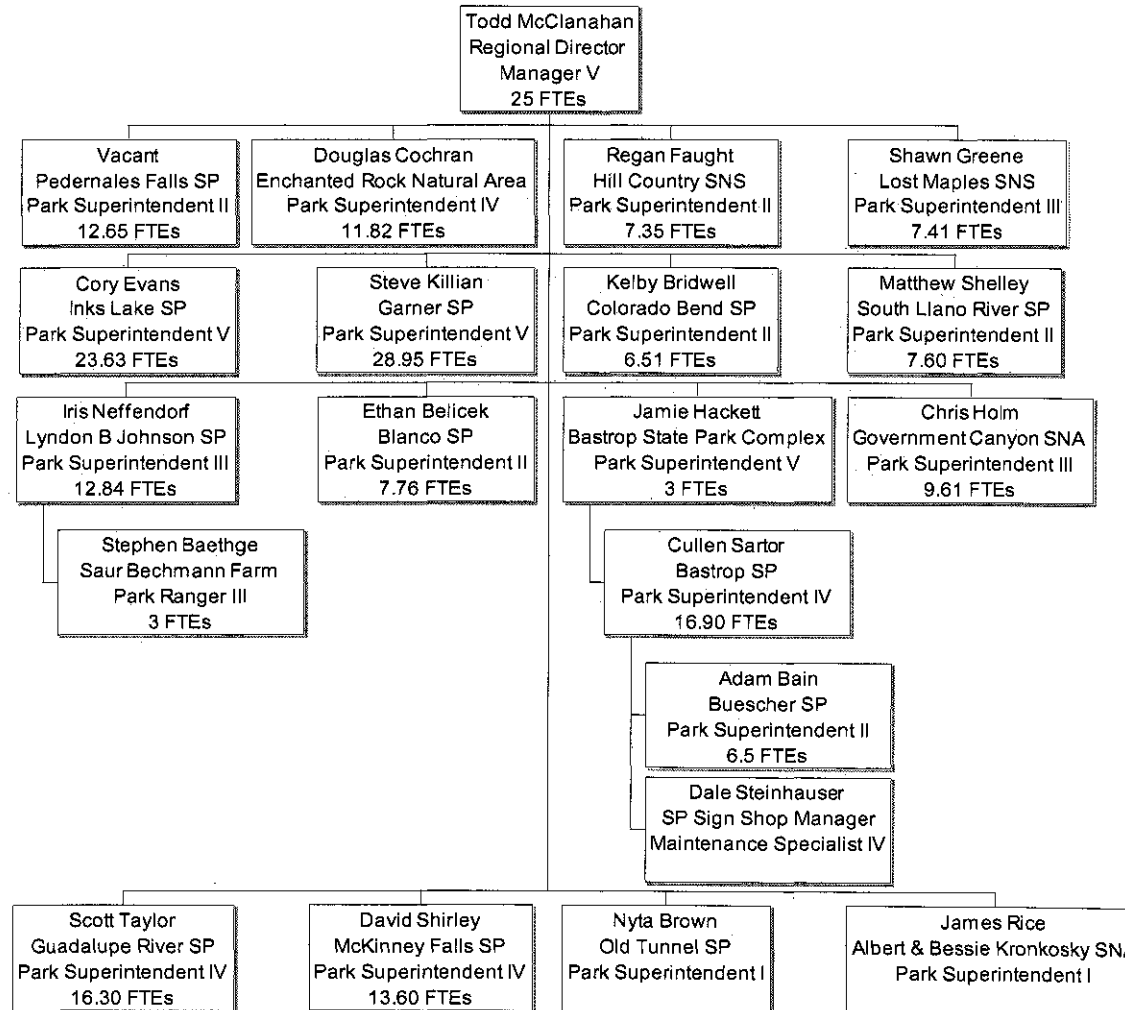 Todd McClanahan
Regional Director
Manager V
25 FTEs
Vacant
Pedernales Falls SP
Park Superintendent II
12.65 FTEs
Douglas Cochran
Enchanted Rock Natural Area
Park Superintendent IV
11.82 FTEs
Regan Faught
Hill Country SNS
Park Superintendent II
7.35 FTEs
Shawn Greene
Lost Maples SNS
Park Superintendent III
7.41 FTEs
Cory Evans
Inks Lake SP
Park Superintendent V
23.63 FTEs
Steve Killian
Garner SP
Park Superintendent V
28.95 FTEs
Kelby Bridwell
Colorado Bend SP
Park Superintendent II
6.51 FTEs
Matthew Shelley
South Llano River SP
Park Superintendent II
7.60 FTEs
Iris Neffendorf
Lyndon B Johnson SP
Park Superintendent III
12.84 FTEs
Ethan Belicek
Blanco SP
Park Superintendent II
7.76 FTEs
Jamie Hackett
Bastrop State Park Complex
Park Superintendent V
3 FTEs
Chris Holm
Government Canyon SNA
Park Superintendent III
9.61 FTEs
Stephen Baethge
Saur Bechmann Farm
Park Ranger III
3 FTEs
Cullen Sartor
Bastrop SP
Park Superintendent IV
16.90 FTEs
Adam Bain
Buescher SP
Park Superintendent II
6.5 FTEs
Dale Steinhauser
SP Sign Shop Manager
Maintenance Specialist IV
Scott Taylor
Guadalupe River SP
Park Superintendent IV
16.30 FTEs
David Shirley
McKinney Falls SP
Park Superintendent IV
13.60 FTEs
Nyta Brown
Old Tunnel SP
Park Superintendent I
James Rice
Albert & Bessie Kronkosky SNA
Park Superintendent I